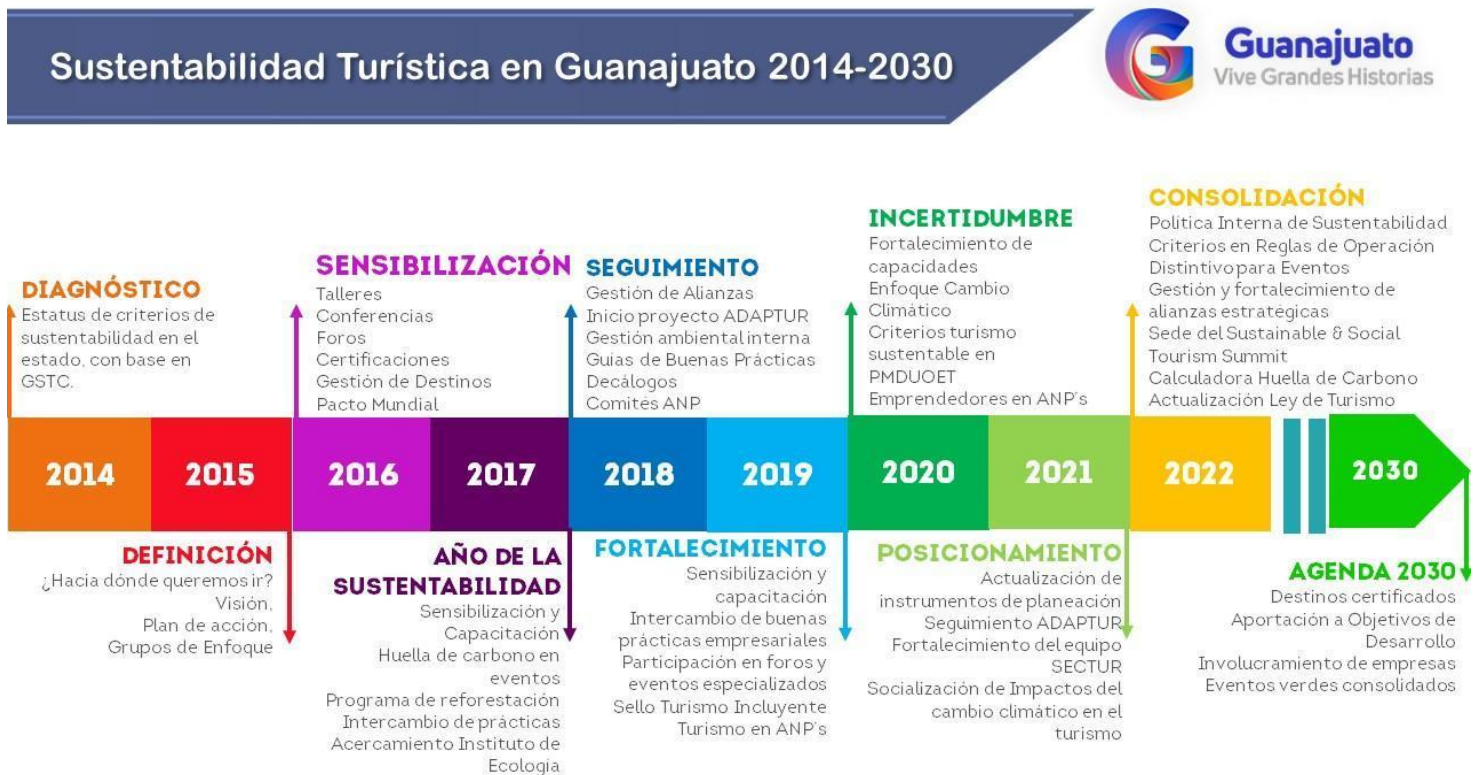 Sustentabilidad Turística en Guanajuato 2014-2030
Guanajuato
Vive Grandes Historias
DIAGNÓSTICO
Estatus de criterios de
sustentabilidad en el
estado, con base en
GSTC.
SENSIBILIZACIÓN
Talleres
Conferencias
Foros
Certificaciones
Gestión de Destinos
Pacto Mundial
SEGUIMIENTO
Gestión de Alianzas
Inicio proyecto ADAPTUR
Gestión ambiental interna
Guias de Buenas Prácticas
Decálogos
Comités ANP
INCERTIDUMBRE
Fortalecimiento de
capacidades
Enfoque Cambio
Climático
Criterios turismo
sustentable en
PMDUOET
Emprendedores en ANP's
CONSOLIDACIÓN
Política Interna de Sustentabilidad
Criterios en Reglas de Operación
Distintivo para Eventos
Gestión y fortalecimiento de
alianzas estratégicas
Sede del Sustainable & Social
Tourism Summit
Calculadora Huella de Carbono
Actualización Ley de Turismo
2014
2015
2016
2017
2018
2019
2020
2021
2022
2030
DEFINICIÓN
¿Hacia dónde queremos ir?
Visión,
Plan de acción,
Grupos de Enfoque
AÑO DE LA
SUSTENTABILIDAD
Sensibilización y
Capacitación
Huella de carbono en
eventos
Programa de reforestación
Intercambio de prácticas
Acercamiento Instituto de
Ecología
FORTALECIMIENTO
Sensibilización y
capacitación
Intercambio de buenas
prácticas empresariales
Participación en foros y
eventos especializados
Sello Turismo Incluyente
Turismo en ANP's
POSICIONAMIENTO
Actualización de
instrumentos de planeación
Seguimiento ADAPTUR
Fortalecimiento del equipo
SECTUR
Socialización de Impactos del
cambio climático en el
turismo
AGENDA 2030
Destinos certificados
Aportación a Objetivos de
Desarrollo
Involucramiento de empresas
Eventos verdes consolidados